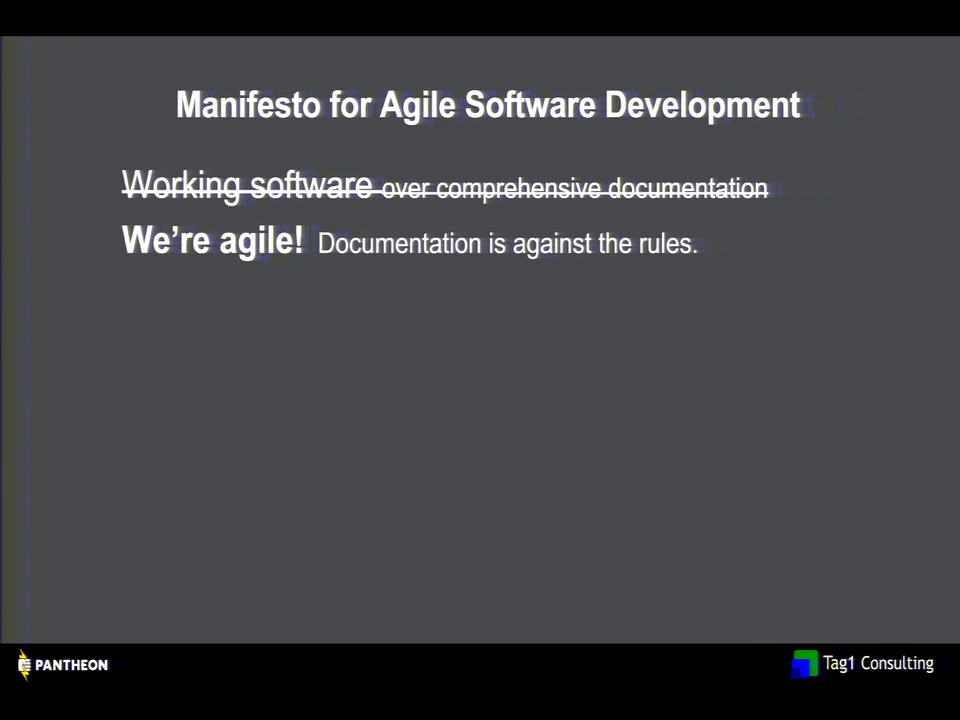 Manifesto for Agile Software Development
Working software over comprehensive documentation
We’re agile! Documentation is against the rules.
PANTHEON
Tag1 Consulting